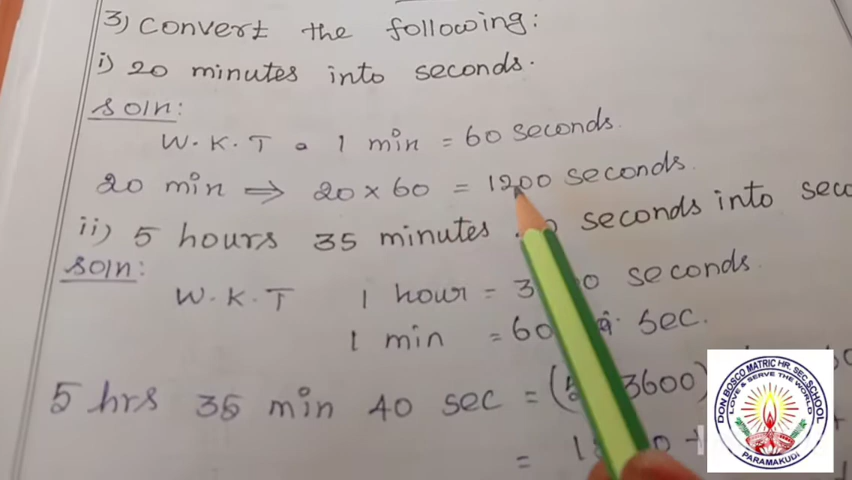 3) Convert the following:
i) 20 minutes into seconds.
Soln:
W.K.T 1 min = 60 seconds.
20 min ⇒ 20 × 60 = 1200 seconds.
ii) 5 hours 35 minutes seconds into
Soln:
W.K.T 1 hour = seconds.
1 min = 60 sec.
5 hrs 35 min 40 sec = 3600)
=
DON BOSCO MATRIC HR. SEC SCHOOL
LOVE & SERVE THE WORLD
PARAMAKUDI